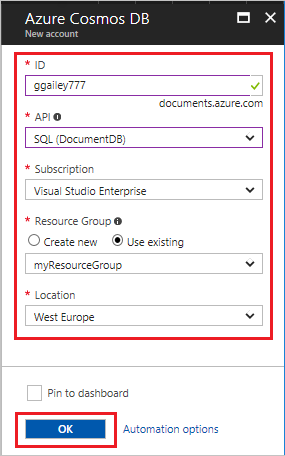 Azure Cosmos DB
New account
* ID
ggailey777
documents.azure.com
* API
SQL (DocumentDB)
* Subscription
Visual Studio Enterprise
* Resource Group
Create new Use existing
myResourceGroup
* Location
West Europe
Pin to dashboard
OK Automation options